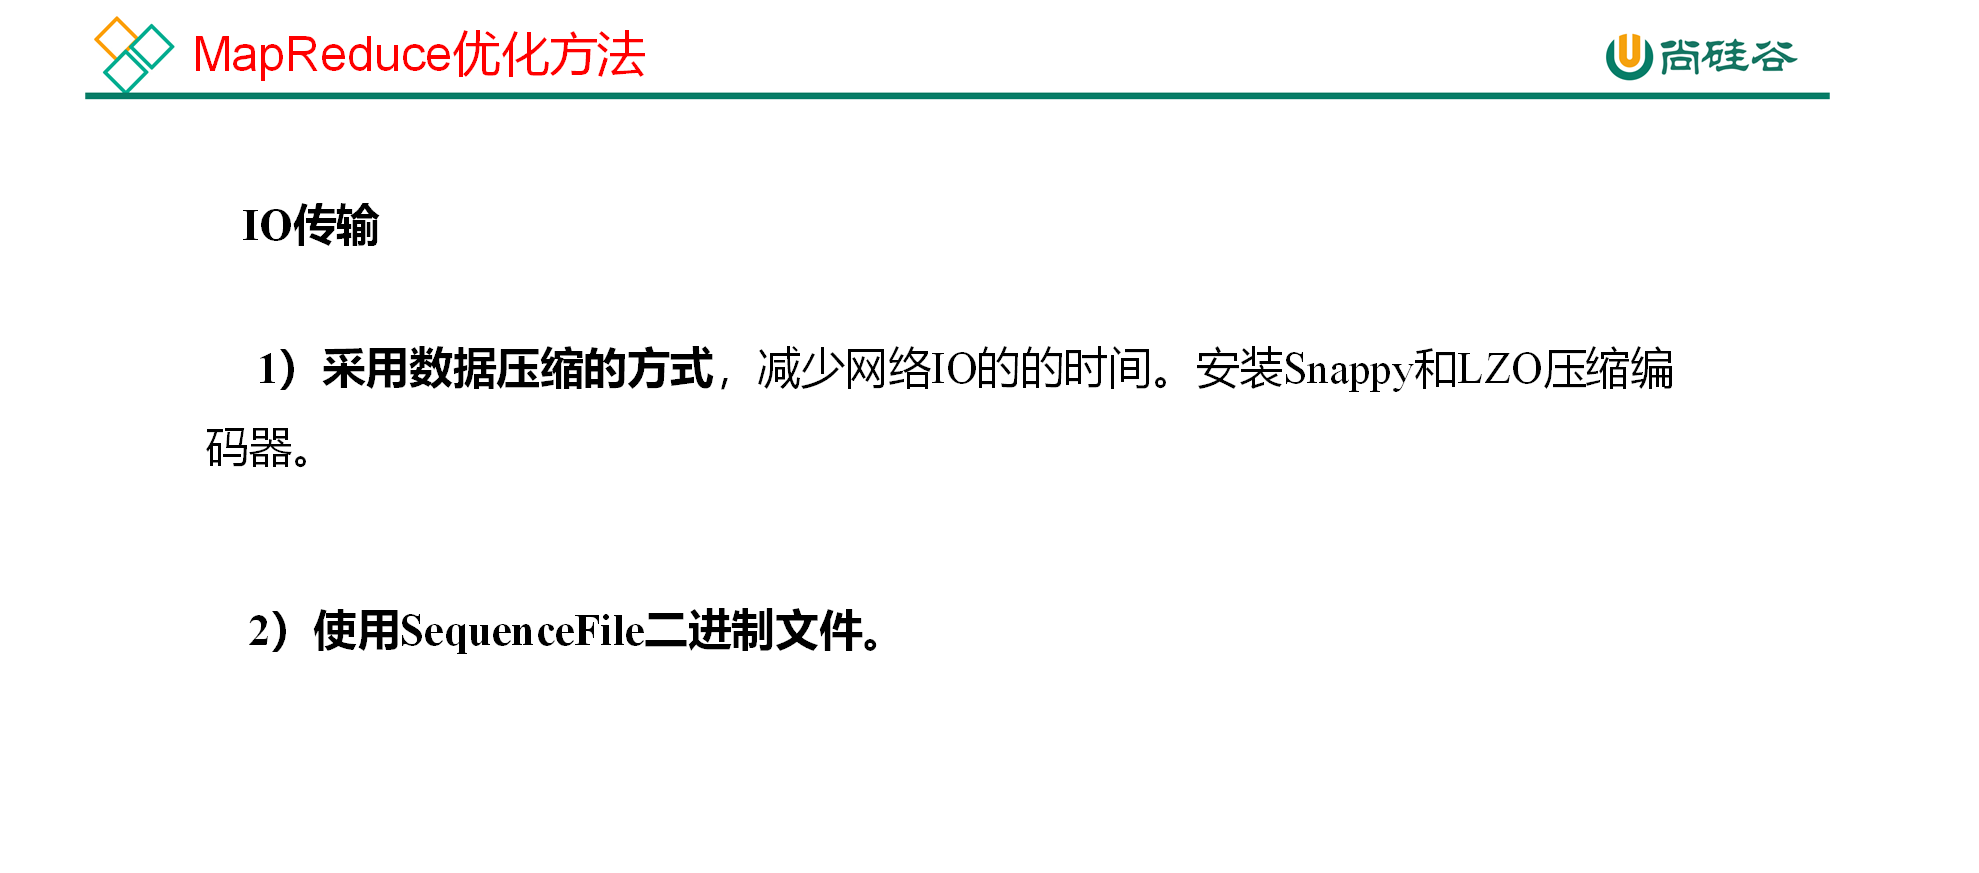 MapReduce优化方法
尚硅谷
IO传输
1）采用数据压缩的方式，减少网络IO的的时间。安装Snappy和LZO压缩编
码器。
2）使用SequenceFile二进制文件。